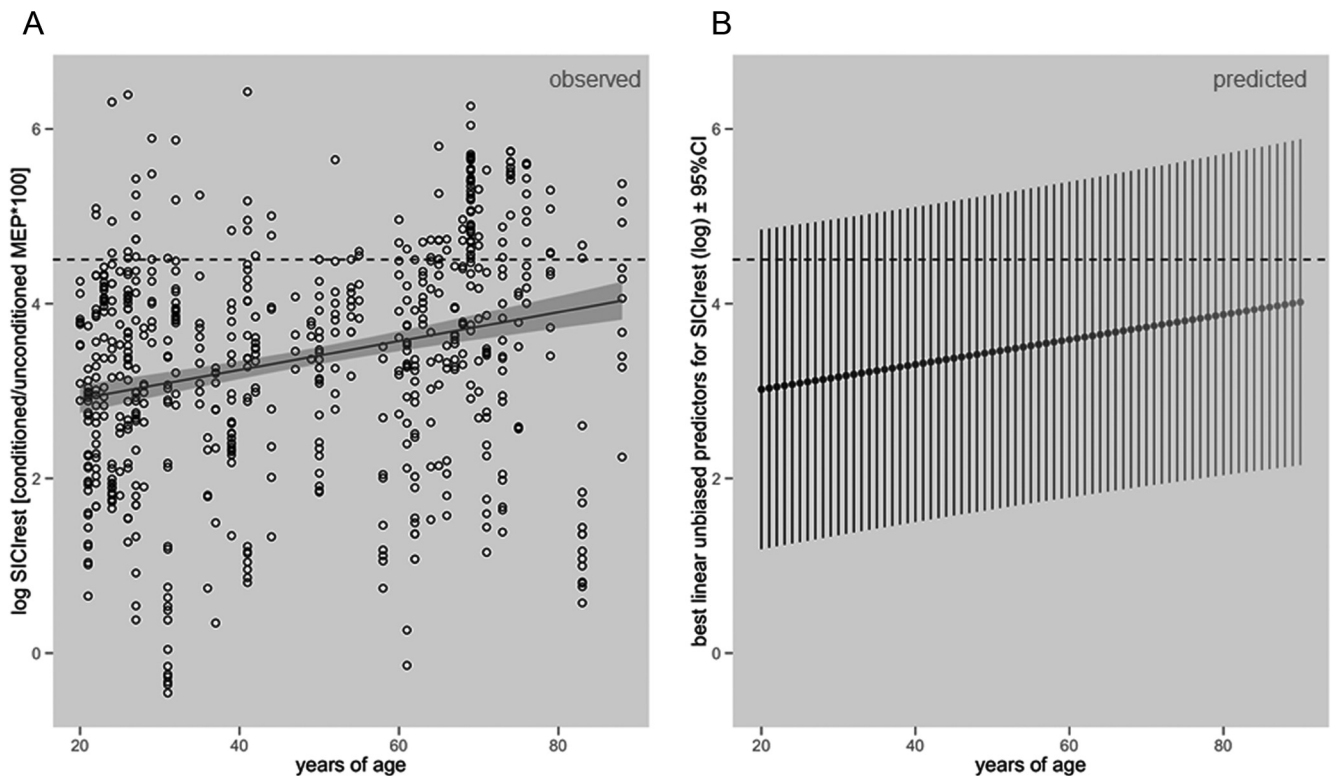 A
observed
log SICIrest [conditioned/unconditioned MEP*100]
6
4
2
0
20 40 60 80
years of age
B
predicted
best linear unbiased predictors for SICIrest (log) ± 95%CI
6
4
2
0
20 40 60 80
years of age